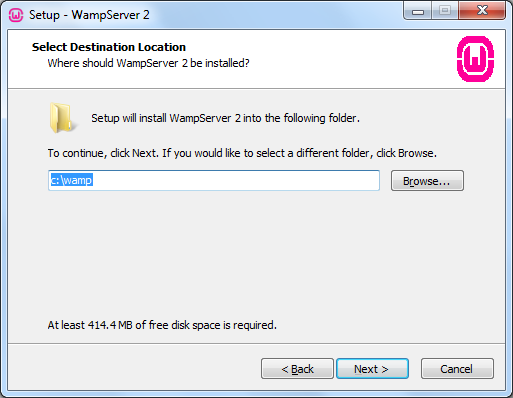 Setup - WampServer 2
Select Destination Location
Where should WampServer 2 be installed?
W
Setup will install WampServer 2 into the following folder.
To continue, click Next. If you would like to select a different folder, click Browse.
c:\wamp
Browse...
At least 414.4 MB of free disk space is required.
< Back
Next >
Cancel